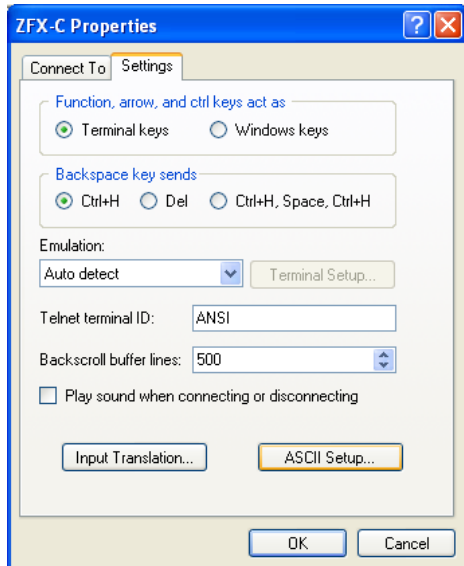 ZFX-C Properties
Connect To Settings
Function, arrow, and ctrl keys act as
Terminal keys Windows keys
Backspace key sends
Ctrl+H Del Ctrl+H, Space, Ctrl+H
Emulation:
Auto detect Terminal Setup...
Telnet terminal ID: ANSI
Backscroll buffer lines: 500
Play sound when connecting or disconnecting
Input Translation... ASCII Setup...
OK Cancel